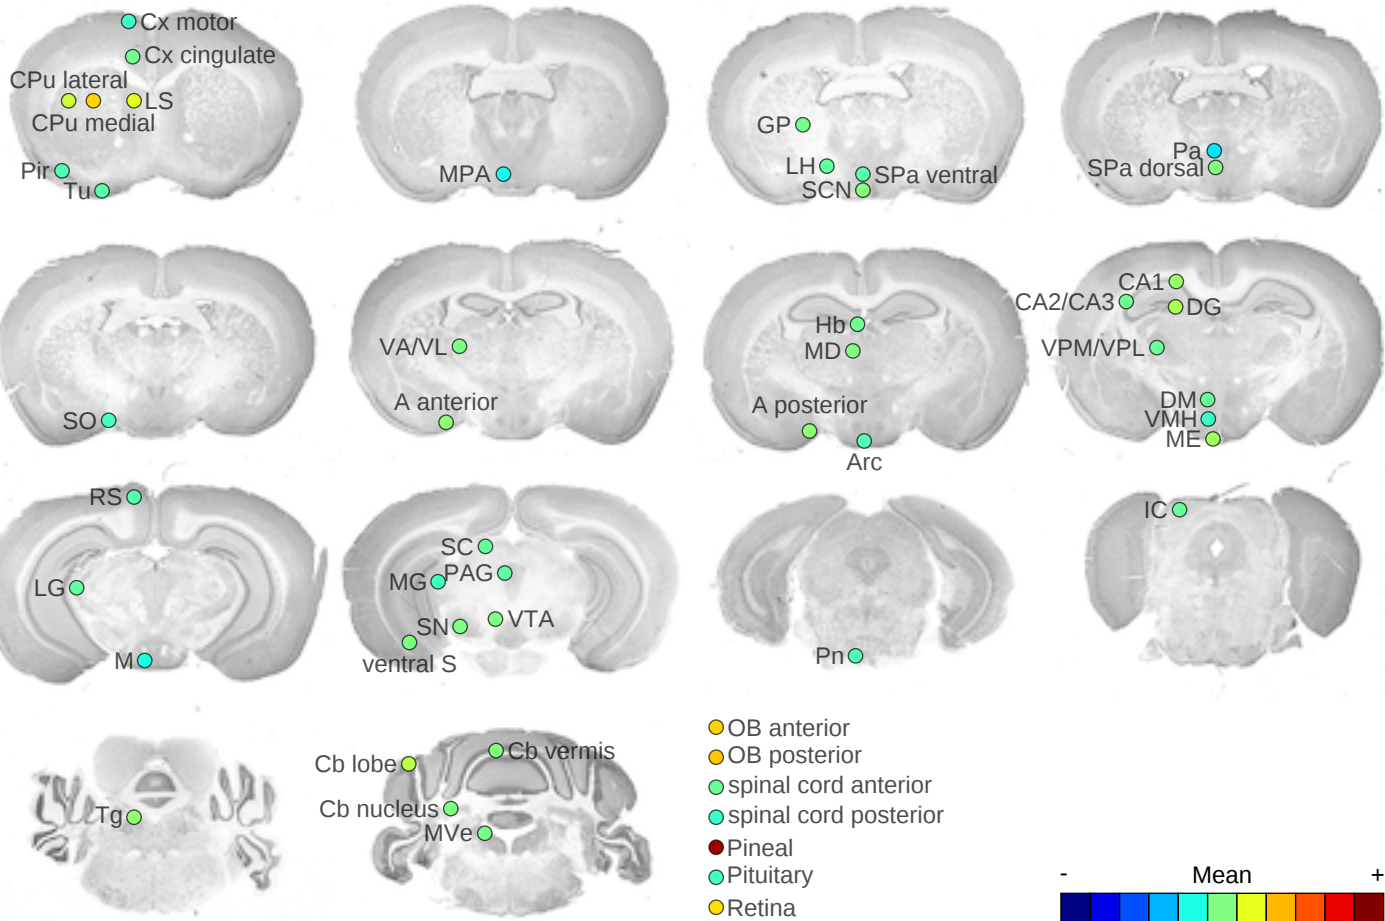 Cx motor
Cx cingulate
CPu lateral
LS
CPu medial
Pir
Tu
MPA
GP
LH
SPa ventral
SCN
Pa
SPa dorsal
SO
VA/VL
A anterior
Hb
MD
A posterior
Arc
CA1
CA2/CA3
DG
VPM/VPL
DM
VMH
ME
RS
LG
M
SC
MG
PAG
SN
VTA
ventral S
Pn
IC
Tg
Cb lobe
Cb vermis
Cb nucleus
MVe
OB anterior
OB posterior
spinal cord anterior
spinal cord posterior
Pineal
Pituitary
Retina
- Mean +